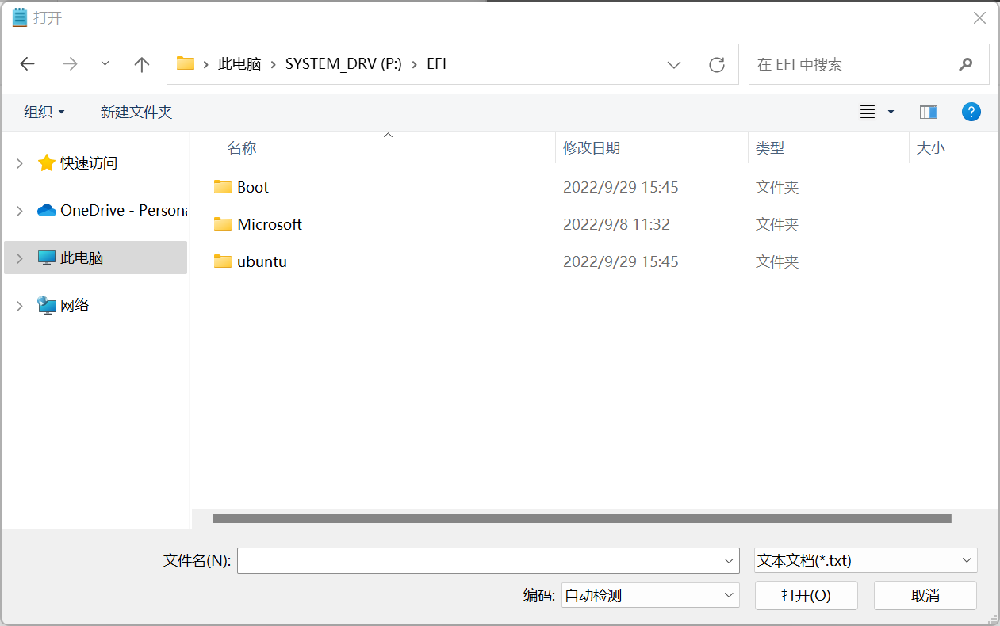 打开
此电脑 SYSTEM_DRV (P:) EFI
在 EFI 中搜索
组织 新建文件夹
名称 修改日期 类型 大小
快速访问
OneDrive - Persona
此电脑
网络
Boot 2022/9/29 15:45 文件夹
Microsoft 2022/9/8 11:32 文件夹
ubuntu 2022/9/29 15:45 文件夹
文件名(N): 文本文档(*.txt)
编码: 自动检测 打开(O) 取消